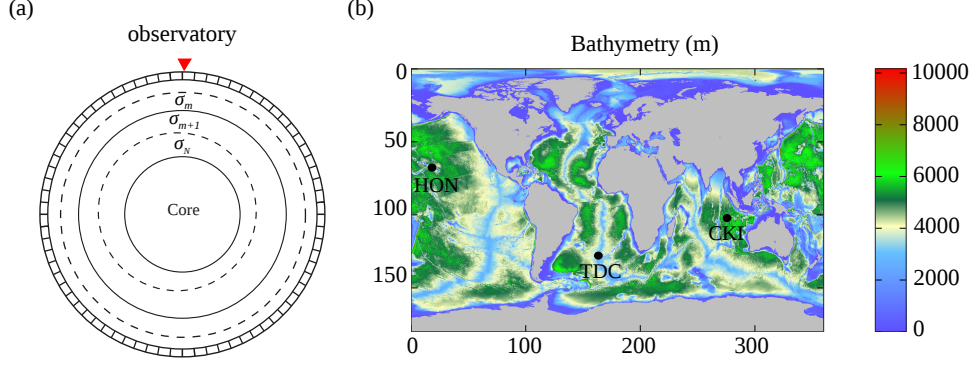 (a)
observatory
σm
σm+1
σN
Core
(b)
Bathymetry (m)
0
50
100
150
0
100
200
300
HON
TDC
CKI
10000
8000
6000
4000
2000
0